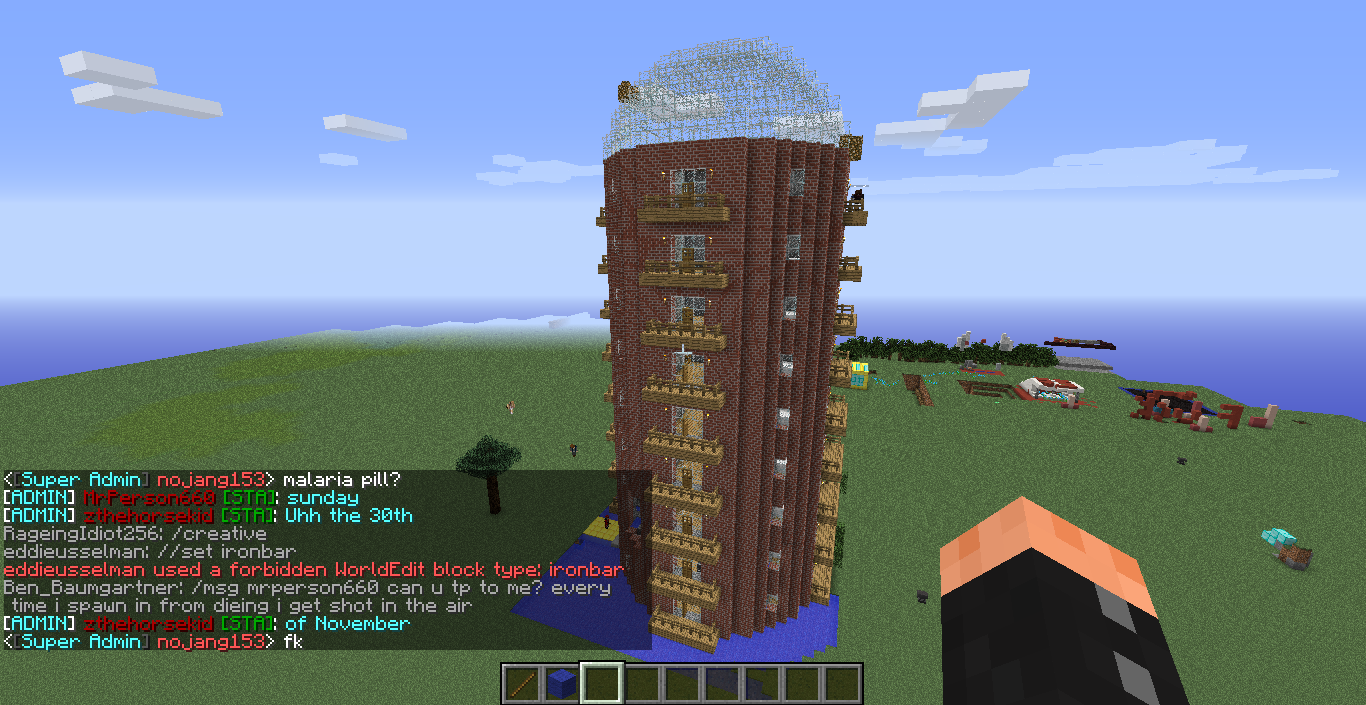 <[Super Admin] nojang153> malaria pill?
[ADMIN] MrPerson660 [STA]: sunday
[ADMIN] zthehorsekid [STA]: Uhh the 30th
RageingIdiot256: /creative
eddieusselman: //set ironbar
eddieusselman used a forbidden WorldEdit block type: ironbar
Ben_Baumgartner: /msg mrperson660 can u tp to me? every
time i spawn in from dieing i get shot in the air
[ADMIN] zthehorsekid [STA]: of November
<[Super Admin] nojang153> fk